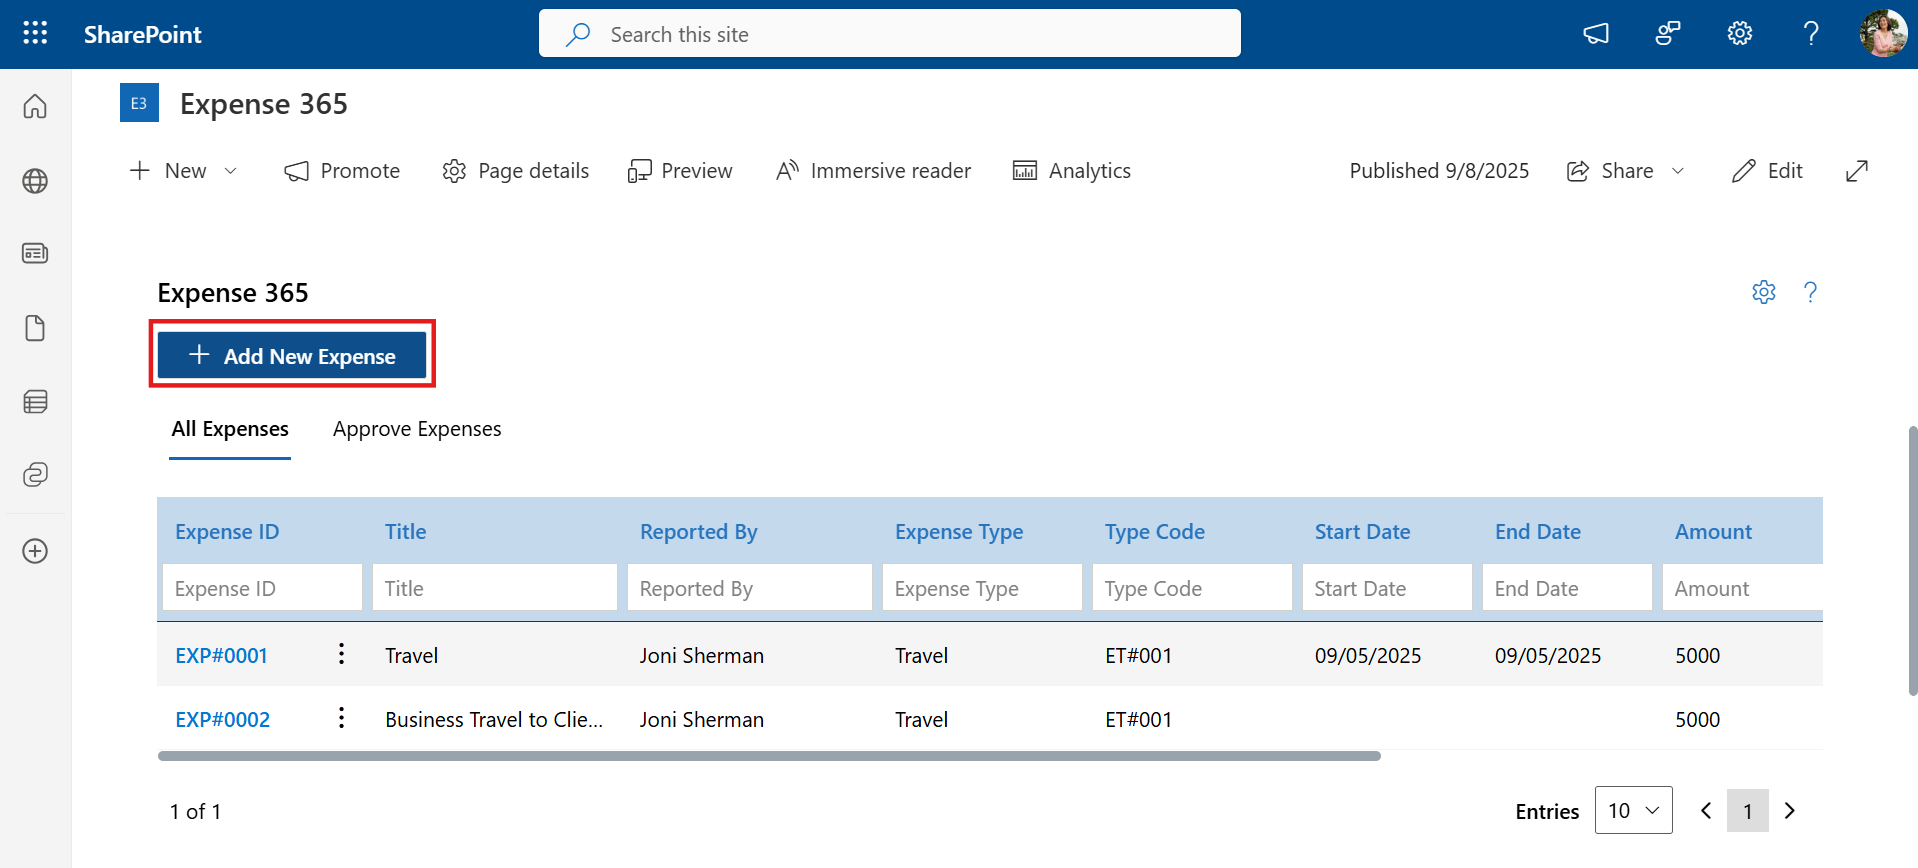 SharePoint
Search this site
E3 Expense 365
New Promote Page details Preview Immersive reader Analytics Published 9/8/2025 Share Edit
Expense 365
Add New Expense
All Expenses Approve Expenses
Expense ID Title Reported By Expense Type Type Code Start Date End Date Amount
Expense ID Title Reported By Expense Type Type Code Start Date End Date Amount
EXP#0001 Travel Joni Sherman Travel ET#001 09/05/2025 09/05/2025 5000
EXP#0002 Business Travel to Clie... Joni Sherman Travel ET#001 5000
1 of 1 Entries 10 1